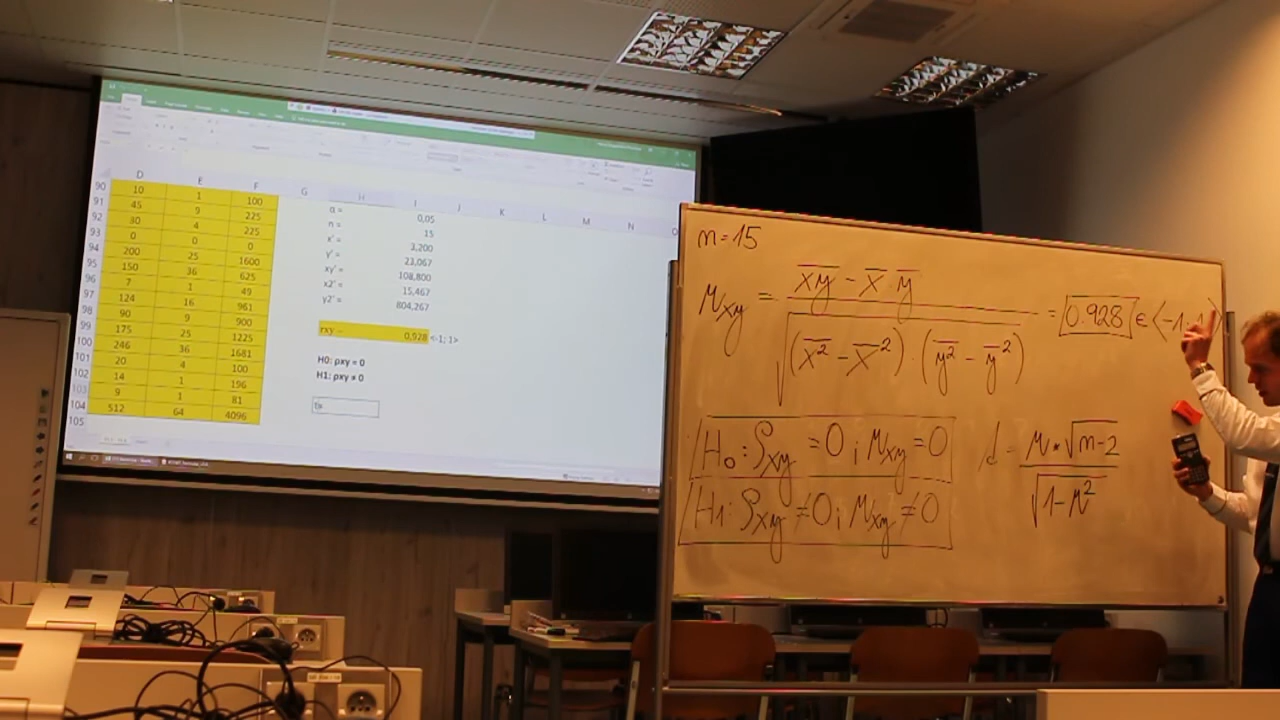 D E F G H I J K L M N
90 10 1 100
91 45 9 225 α = 0,05
92 30 4 225 n = 15
93 0 0 0 x' = 3,200
94 200 25 1600 y' = 23,067
95 150 36 625 xy' = 108,800
96 7 1 49 x2' = 15,467
97 124 16 961 y2' = 804,267
98 90 9 900
99 175 25 1225 rxy = 0,928 <-1; 1>
100 246 36 1681
101 20 4 100 H0: ρxy = 0
102 14 1 196 H1: ρxy ≠ 0
103 9 1 81
104 512 64 4096
105
n=15
r_xy = (x̅y̅ − x̅·y̅) / √((x̅²̅ − x̅²)·(y̅²̅ − y̅²)) = 0.928 ∈ ⟨-1;1⟩
H₀: ρxy = 0; rxy = 0
H1: ρxy ≠ 0; rxy ≠ 0
= r*√(n-2) / √(1-r²)